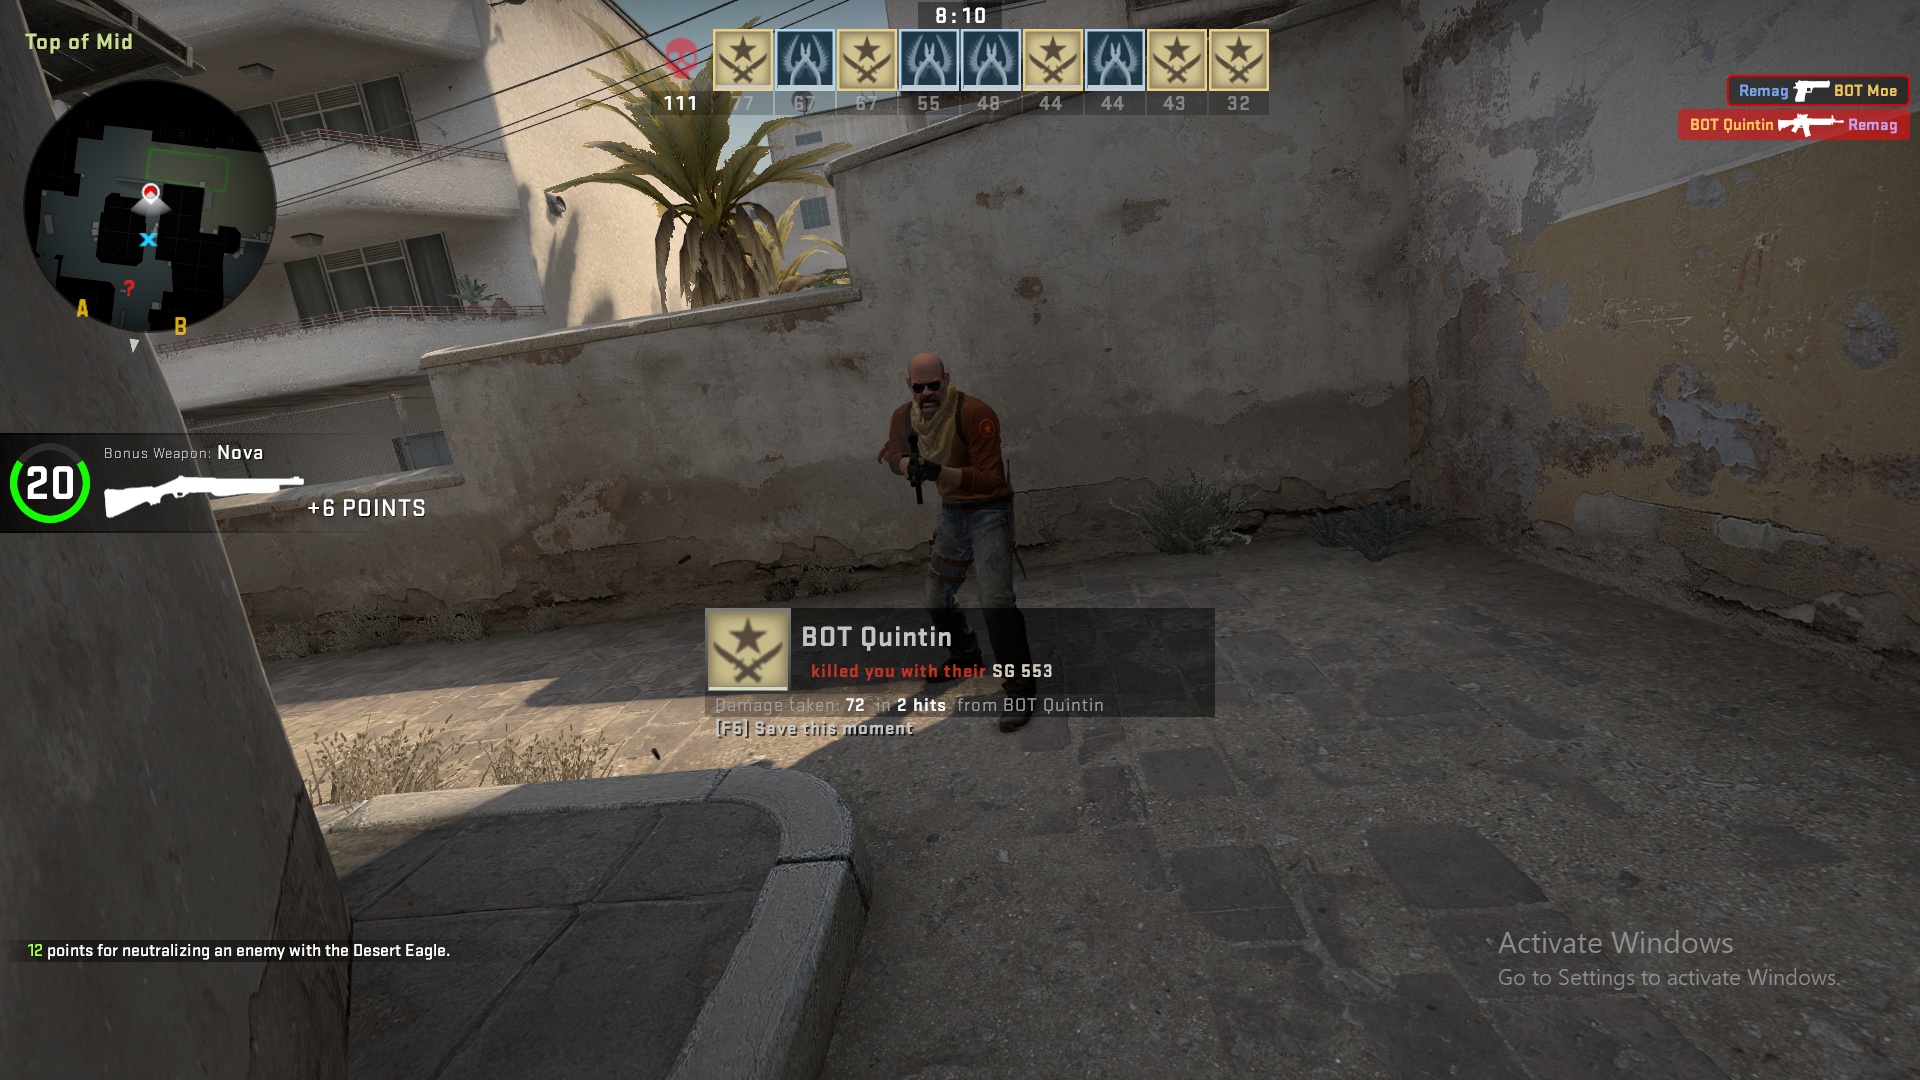 8:10
Top of Mid
111 77 67 67 55 48 44 44 43 32
Remag BOT Moe
BOT Quintin Remag
?
A
B
Bonus Weapon: Nova
20
+6 POINTS
BOT Quintin
killed you with their SG 553
Damage taken: 72 in 2 hits from BOT Quintin
[F5] Save this moment
12 points for neutralizing an enemy with the Desert Eagle.
Activate Windows
Go to Settings to activate Windows.